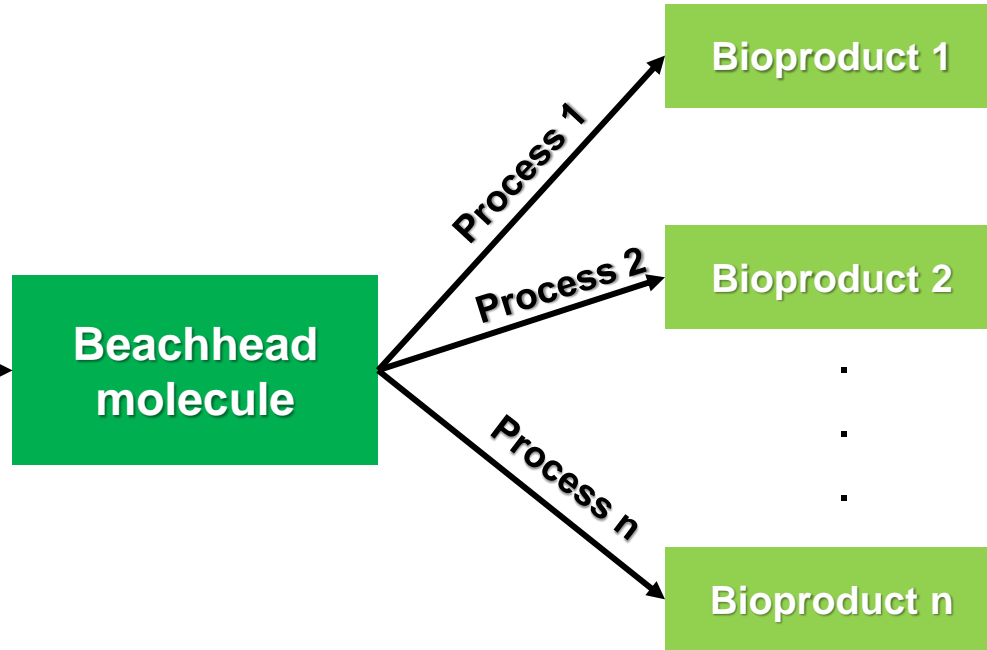 Bioproduct 1
Process 1
Bioproduct 2
Process 2
Beachhead
molecule
.
.
.
Process n
Bioproduct n